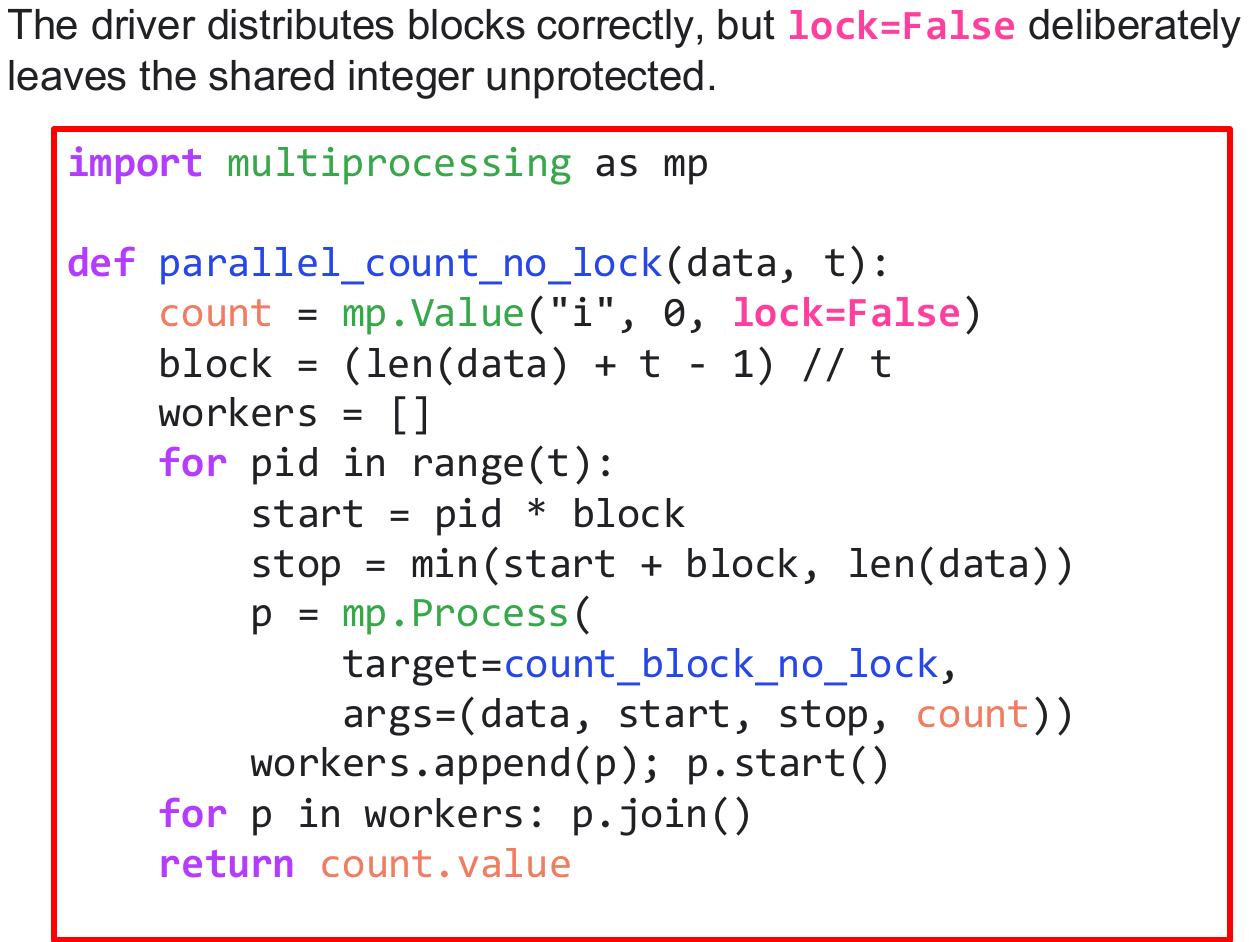 The driver distributes blocks correctly, but lock=False deliberately
leaves the shared integer unprotected.
import multiprocessing as mp
def parallel_count_no_lock(data, t):
    count = mp.Value("i", 0, lock=False)
    block = (len(data) + t - 1) // t
    workers = []
    for pid in range(t):
        start = pid * block
        stop = min(start + block, len(data))
        p = mp.Process(
            target=count_block_no_lock,
            args=(data, start, stop, count))
        workers.append(p); p.start()
    for p in workers: p.join()
    return count.value